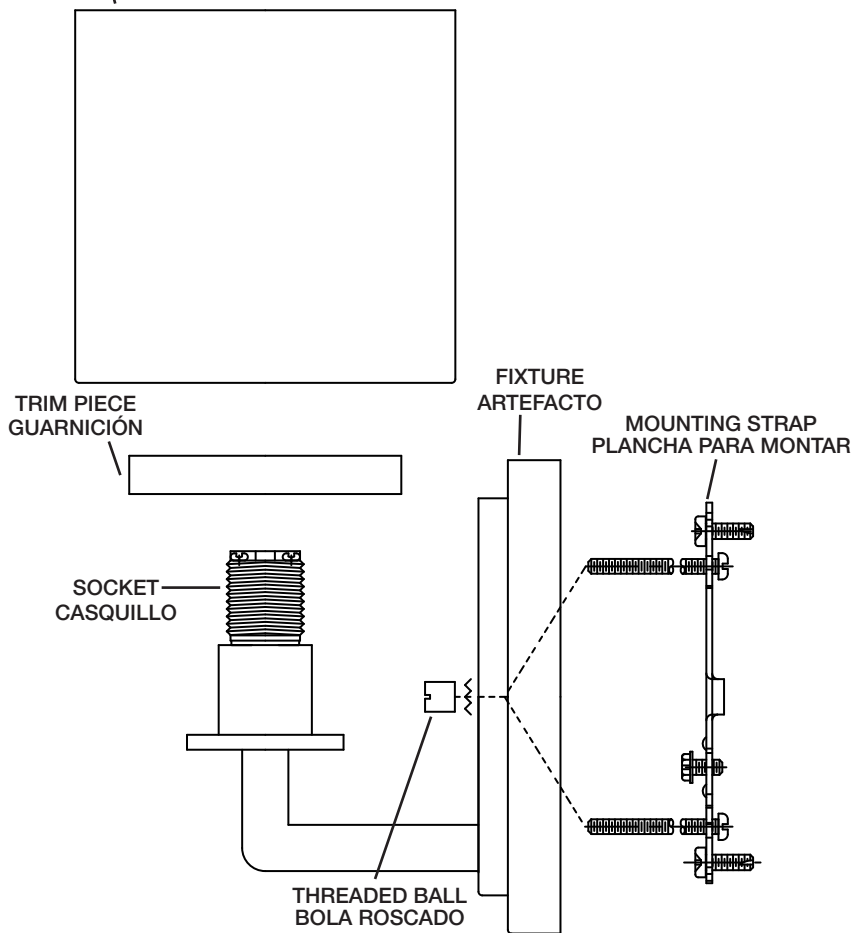 TRIM PIECE
GUARNICIÓN
FIXTURE
ARTEFACTO
MOUNTING STRAP
PLANCHA PARA MONTAR
SOCKET
CASQUILLO
THREADED BALL
BOLA ROSCADO